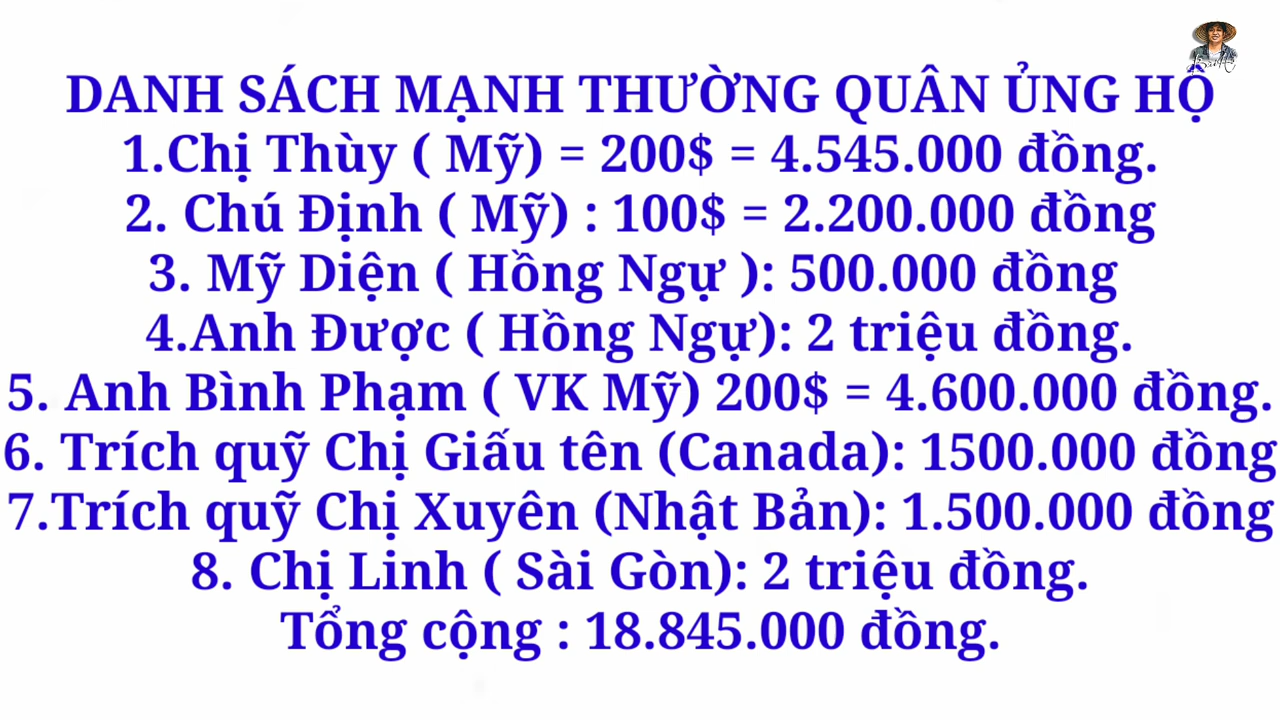 DANH SÁCH MẠNH THƯỜNG QUÂN ỦNG HỘ
1.Chị Thùy ( Mỹ) = 200$ = 4.545.000 đồng.
2. Chú Định ( Mỹ) : 100$ = 2.200.000 đồng
3. Mỹ Diện ( Hồng Ngự ): 500.000 đồng
4.Anh Được ( Hồng Ngự): 2 triệu đồng.
5. Anh Bình Phạm ( VK Mỹ) 200$ = 4.600.000 đồng.
6. Trích quỹ Chị Giấu tên (Canada): 1500.000 đồng
7.Trích quỹ Chị Xuyên (Nhật Bản): 1.500.000 đồng
8. Chị Linh ( Sài Gòn): 2 triệu đồng.
Tổng cộng : 18.845.000 đồng.